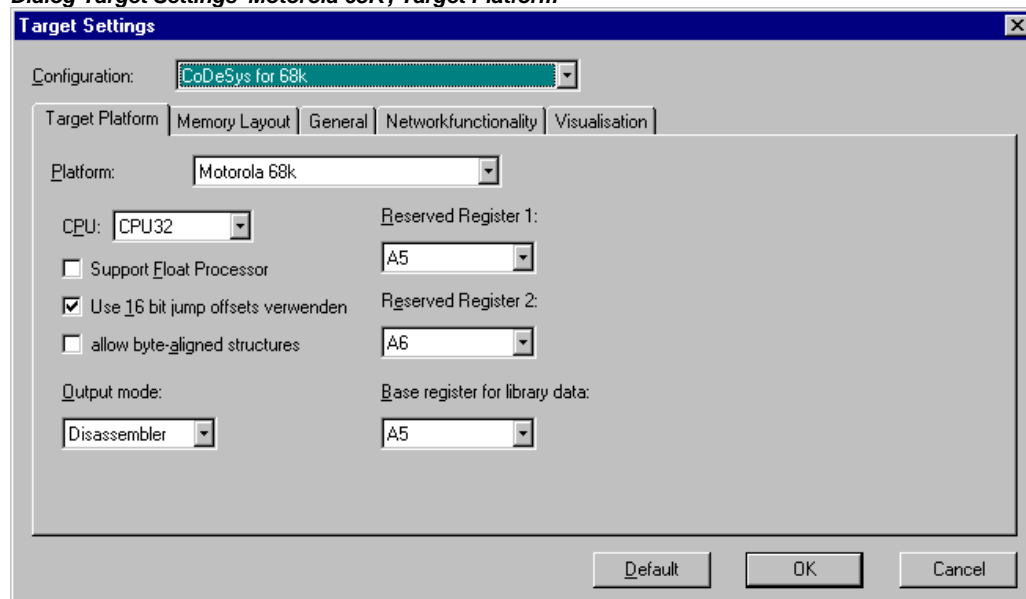 Dialog Target Settings 'Motorola 68K', Target Platform
Target Settings
Configuration: CoDeSys for 68k
Target Platform Memory Layout General Networkfunctionality Visualisation
Platform: Motorola 68k
CPU: CPU32
Reserved Register 1:
Support Float Processor
A5
Use 16 bit jump offsets verwenden
Reserved Register 2:
allow byte-aligned structures
A6
Output mode:
Base register for library data:
Disassembler
A5
Default OK Cancel